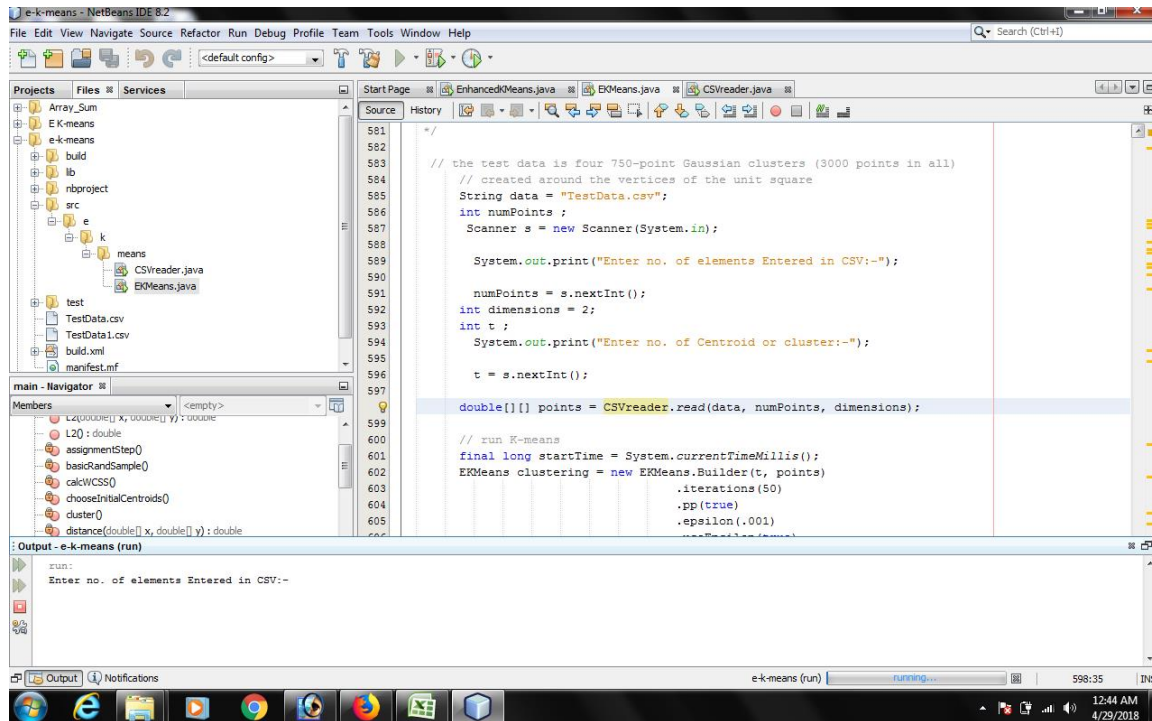 e-k-means - NetBeans IDE 8.2
File Edit View Navigate Source Refactor Run Debug Profile Team Tools Window Help
Search (Ctrl+I)
<default config>
Projects Files Services
Array_Sum
E K-means
e-k-means
build
lib
nbproject
src
e
k
means
CSVreader.java
EKMeans.java
test
TestData.csv
TestData1.csv
build.xml
manifest.mf
main - Navigator
Members <empty>
L2(double[] x, double[] y) : double
L2() : double
assignmentStep()
basicRandSample()
calcWCSS()
chooseInitialCentroids()
cluster()
distance(double[] x, double[] y) : double
Start Page EnhancedKMeans.java EKMeans.java CSVreader.java
Source History
581 */
582
583 // the test data is four 750-point Gaussian clusters (3000 points in all)
584 // created around the vertices of the unit square
585 String data = "TestData.csv";
586 int numPoints ;
587 Scanner s = new Scanner(System.in);
588
589 System.out.print("Enter no. of elements Entered in CSV:-");
590
591 numPoints = s.nextInt();
592 int dimensions = 2;
593 int t ;
594 System.out.print("Enter no. of Centroid or cluster:-");
595
596 t = s.nextInt();
597
double[][] points = CSVreader.read(data, numPoints, dimensions);
599
600 // run K-means
601 final long startTime = System.currentTimeMillis();
602 EKMeans clustering = new EKMeans.Builder(t, points)
603 .iterations(50)
604 .pp(true)
605 .epsilon(.001)
Output - e-k-means (run)
run:
Enter no. of elements Entered in CSV:-
Output Notifications
e-k-means (run) running... 598:35 INS
12:44 AM
4/29/2018